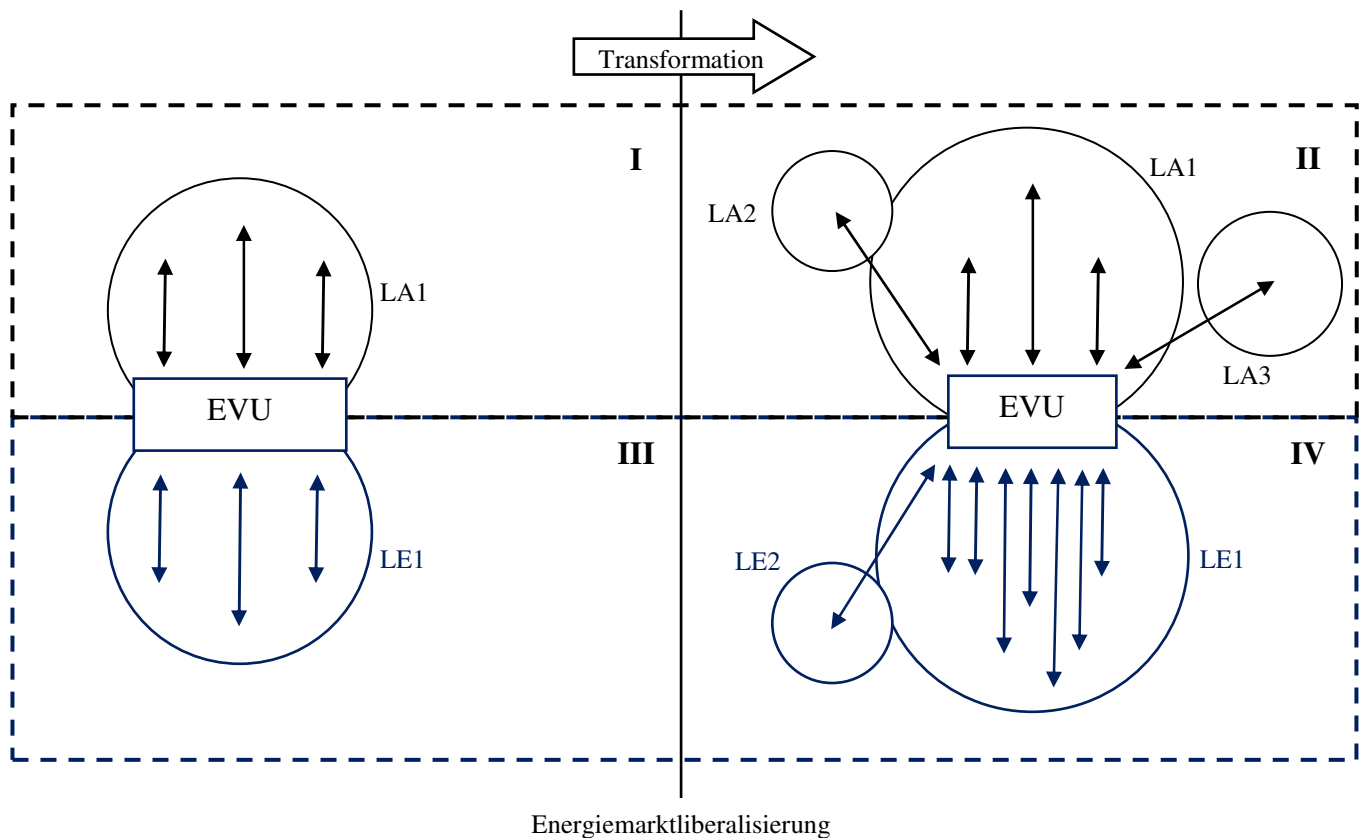 Transformation
I
II
LA1
LA2
LA1
LA3
EVU
EVU
III
IV
LE1
LE2
LE1
Energiemarktliberalisierung